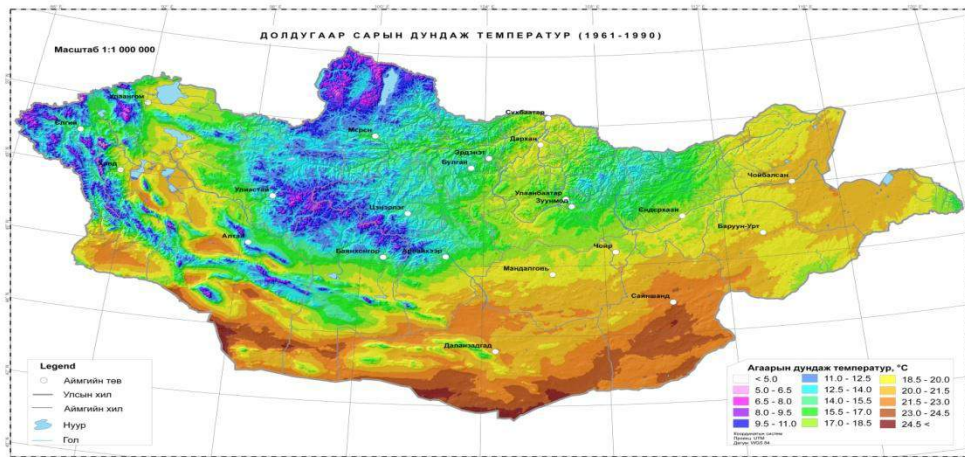 ДОЛДУГААР САРЫН ДУНДАЖ ТЕМПЕРАТУР (1961-1990)
Масштаб 1:1 000 000
Улаангом
Өлгий
Ховд
Мөрөн
Сүхбаатар
Дархан
Эрдэнэт
Булган
Улиастай
Цэцэрлэг
Улаанбаатар
Зуунмод
Чойбалсан
Өндөрхаан
Баруун-Урт
Алтай
Баянхонгор
Арвайхээр
Чойр
Мандалговь
Сайншанд
Даланзадгад
Legend
Аймгийн төв
Улсын хил
Аймгийн хил
Нуур
Гол
Агаарын дундаж температур, °C
< 5.0
5.0 - 6.5
6.5 - 8.0
8.0 - 9.5
9.5 - 11.0
11.0 - 12.5
12.5 - 14.0
14.0 - 15.5
15.5 - 17.0
17.0 - 18.5
18.5 - 20.0
20.0 - 21.5
21.5 - 23.0
23.0 - 24.5
24.5 <